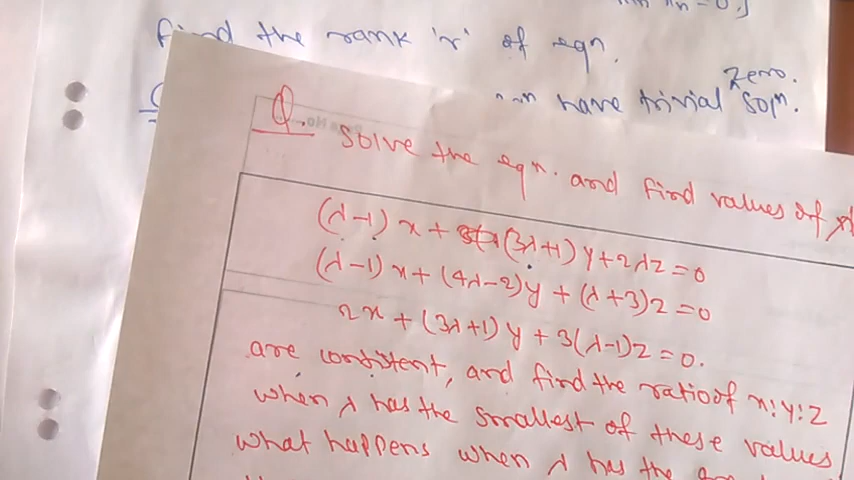 Find the rank 'r' of eqn.
have trivial Zero. Soln.
Q. Solve the eqn. and find values of
(λ-1)x + (3λ+1)y + 2λz = 0
(λ-1)x + (4λ-2)y + (λ+3)z = 0
2x + (3λ+1)y + 3(λ-1)z = 0.
are consistent, and find the ratio of x:y:z
when λ has the smallest of these values
what happens when λ has the